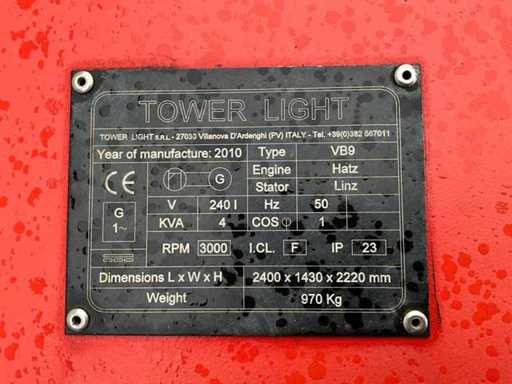 TOWER LIGHT
TOWER LIGHT S.R.L. - 27030 Villanova D'Ardenghi (PV) ITALY - Tel. +39(0)382 567011
Year of manufacture: 2010 Type VB9
CE G Engine Hatz
Stator Linz
G 1~ V 240 I Hz 50
KVA 4 COS φ 1
RPM 3000 I.CL. F IP 23
Dimensions L x W x H 2400 x 1430 x 2220 mm
Weight 970 Kg